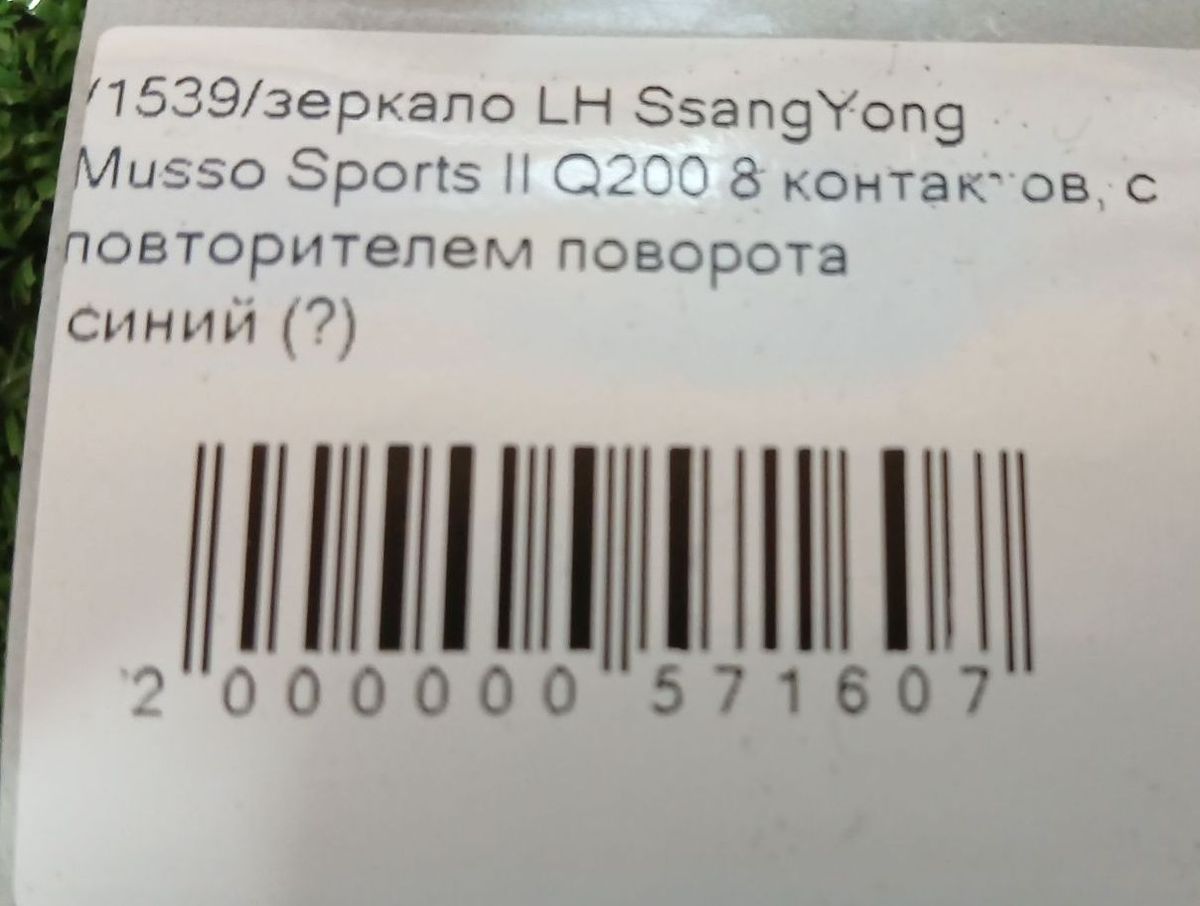 /1539/зеркало LH SsangYong
Musso Sports II Q200 8 контактов, с
повторителем поворота
синий (?)
2 000000 571607